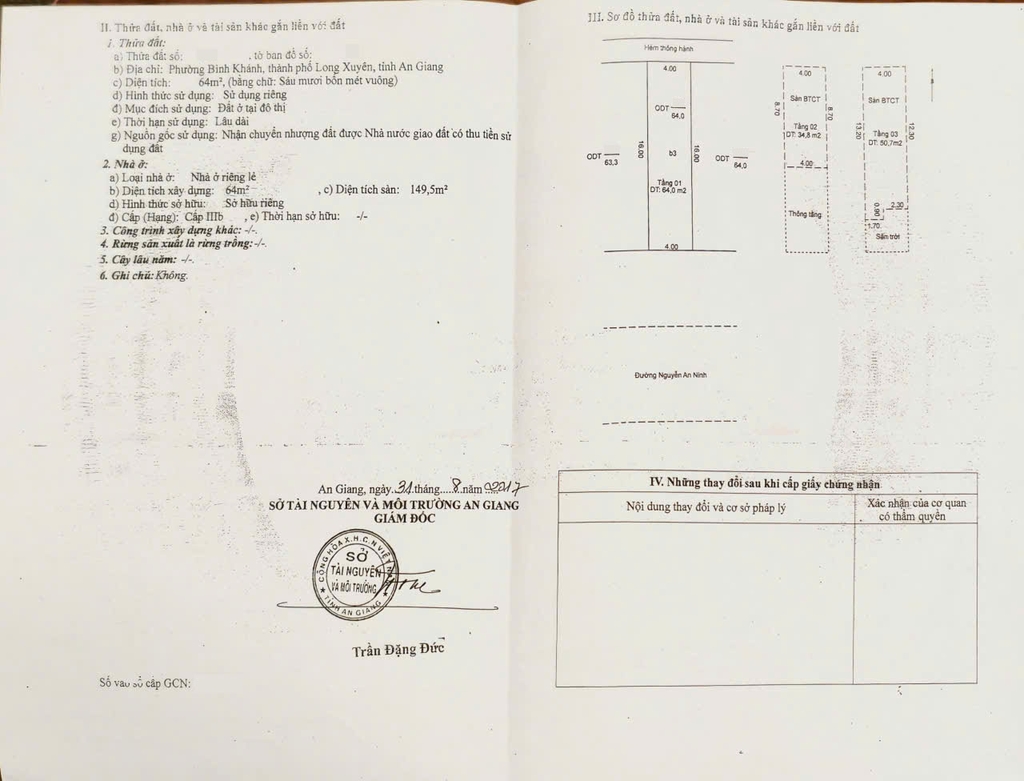 II. Thửa đất, nhà ở và tài sản khác gắn liền với đất
1. Thửa đất:
a) Thửa đất số: , tờ bản đồ số:
b) Địa chỉ: Phường Bình Khánh, thành phố Long Xuyên, tỉnh An Giang
c) Diện tích: 64m², (bằng chữ: Sáu mươi bốn mét vuông)
d) Hình thức sử dụng: Sử dụng riêng
đ) Mục đích sử dụng: Đất ở tại đô thị
e) Thời hạn sử dụng: Lâu dài
g) Nguồn gốc sử dụng: Nhận chuyển nhượng đất được Nhà nước giao đất có thu tiền sử
dụng đất
2. Nhà ở:
a) Loại nhà ở: Nhà ở riêng lẻ
b) Diện tích xây dựng: 64m² , c) Diện tích sàn: 149,5m²
d) Hình thức sở hữu: Sở hữu riêng
đ) Cấp (Hạng): Cấp IIIb , e) Thời hạn sở hữu: -/-
3. Công trình xây dựng khác: -/-.
4. Rừng sản xuất là rừng trồng: -/-.
5. Cây lâu năm: -/-.
6. Ghi chú: Không.
An Giang, ngày 31 tháng 8 năm 2017
SỞ TÀI NGUYÊN VÀ MÔI TRƯỜNG AN GIANG
GIÁM ĐỐC
CỘNG HÒA X.H.C.N VIỆT NAM
SỞ
TÀI NGUYÊN
VÀ MÔI TRƯỜNG
TỈNH AN GIANG
Trần Đặng Đức
Số vào sổ cấp GCN:
III. Sơ đồ thửa đất, nhà ở và tài sản khác gắn liền với đất
Hẻm thông hành
4.00
ODT
64,0
16.00
16.00
b3
ODT
63,3
ODT
64,0
Tầng 01
DT: 64,0 m2
4.00
4.00
Sàn BTCT
8.70
8.70
Tầng 02
DT: 34,8 m2
4.00
Thông tầng
4.00
Sàn BTCT
13.20
12.30
Tầng 03
DT: 50,7m2
0.90
2.30
1.70
Sân trời
Đường Nguyễn An Ninh
IV. Những thay đổi sau khi cấp giấy chứng nhận
Nội dung thay đổi và cơ sở pháp lý
Xác nhận của cơ quan
có thẩm quyền